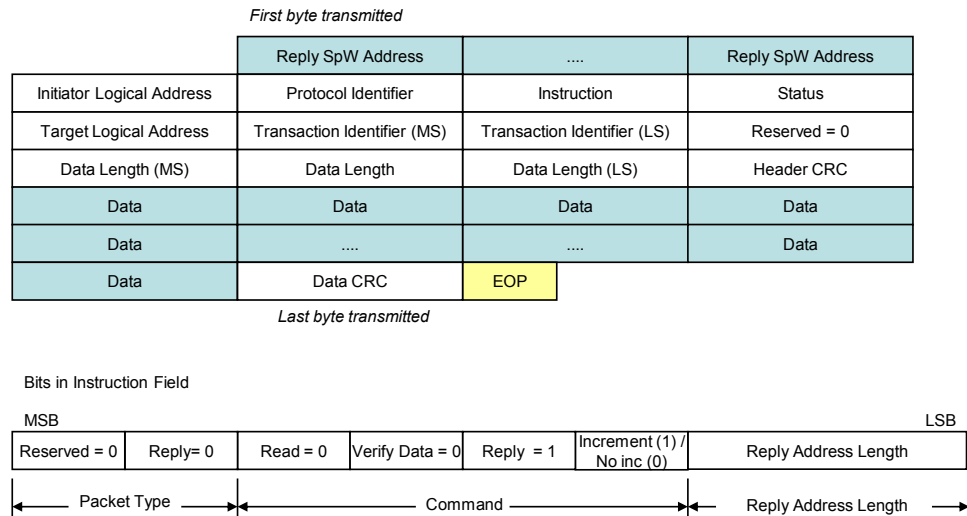 First byte transmitted
Reply SpW Address .... Reply SpW Address
Initiator Logical Address Protocol Identifier Instruction Status
Target Logical Address Transaction Identifier (MS) Transaction Identifier (LS) Reserved = 0
Data Length (MS) Data Length Data Length (LS) Header CRC
Data Data Data Data
Data .... .... Data
Data Data CRC EOP
Last byte transmitted
Bits in Instruction Field
MSB LSB
Reserved = 0 Reply= 0 Read = 0 Verify Data = 0 Reply = 1 Increment (1) / No inc (0) Reply Address Length
Packet Type Command Reply Address Length